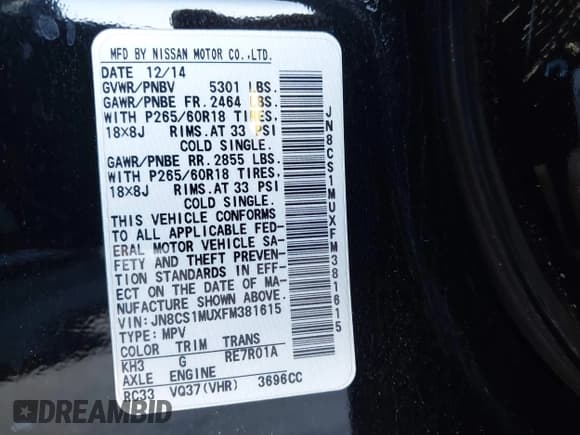 MFD BY NISSAN MOTOR CO.,LTD.
DATE 12/14
GVWR/PNBV 5301 LBS.
GAWR/PNBE FR. 2464 LBS.
WITH P265/60R18 TIRES,
18X8J RIMS.AT 33 PSI
COLD SINGLE.
GAWR/PNBE RR. 2855 LBS.
WITH P265/60R18 TIRES,
18X8J RIMS.AT 33 PSI
COLD SINGLE.
THIS VEHICLE CONFORMS
TO ALL APPLICABLE FED-
ERAL MOTOR VEHICLE SA-
FETY AND THEFT PREVEN-
TION STANDARDS IN EFF-
ECT ON THE DATE OF MA-
NUFACTURE SHOWN ABOVE.
VIN:JN8CS1MUXFM381615
TYPE: MPV
COLOR TRIM TRANS
KH3 G RE7R01A
AXLE ENGINE
RC33 VQ37(VHR) 3696CC
JN8CS1MUXFM381615
DREAMBID